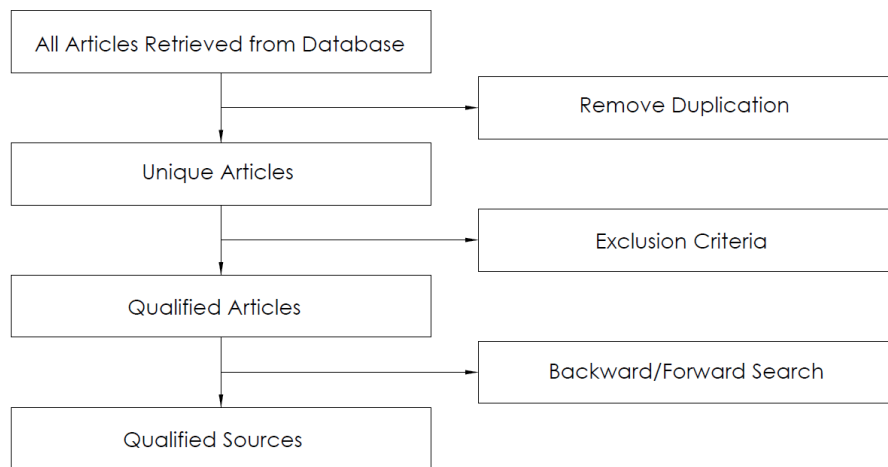 All Articles Retrieved from Database
Remove Duplication
Unique Articles
Exclusion Criteria
Qualified Articles
Backward/Forward Search
Qualified Sources